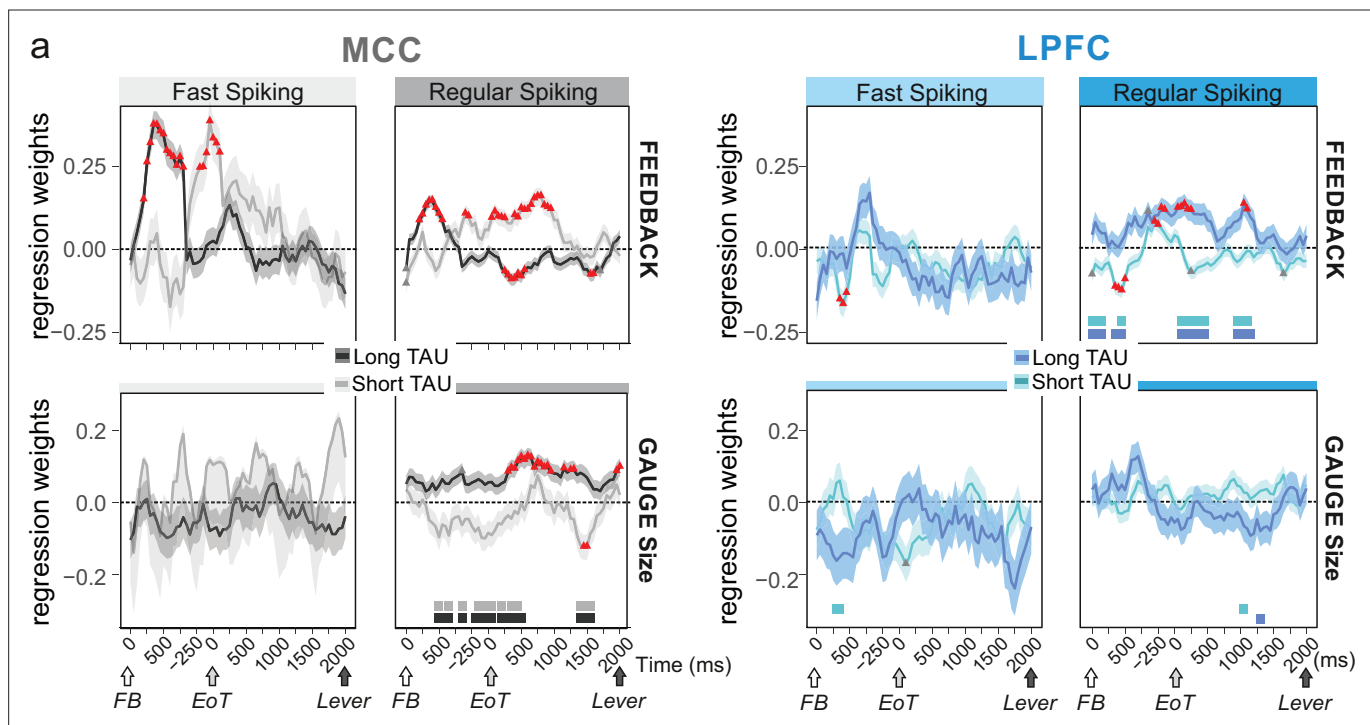 a
MCC
LPFC
Fast Spiking
Regular Spiking
Fast Spiking
Regular Spiking
regression weights
0.25
0.00
−0.25
FEEDBACK
regression weights
0.25
0.00
−0.25
FEEDBACK
Long TAU
Short TAU
Long TAU
Short TAU
regression weights
0.2
0.0
−0.2
GAUGE Size
regression weights
0.2
0.0
−0.2
GAUGE Size
0 500 −250 0 500 1000 1500 2000
0 500 −250 0 500 1000 1500 2000
Time (ms)
0 500 −250 0 500 1000 1500 2000
0 500 −250 0 500 1000 1500 2000
(ms)
FB EoT Lever
FB EoT Lever
FB EoT Lever
FB EoT Lever